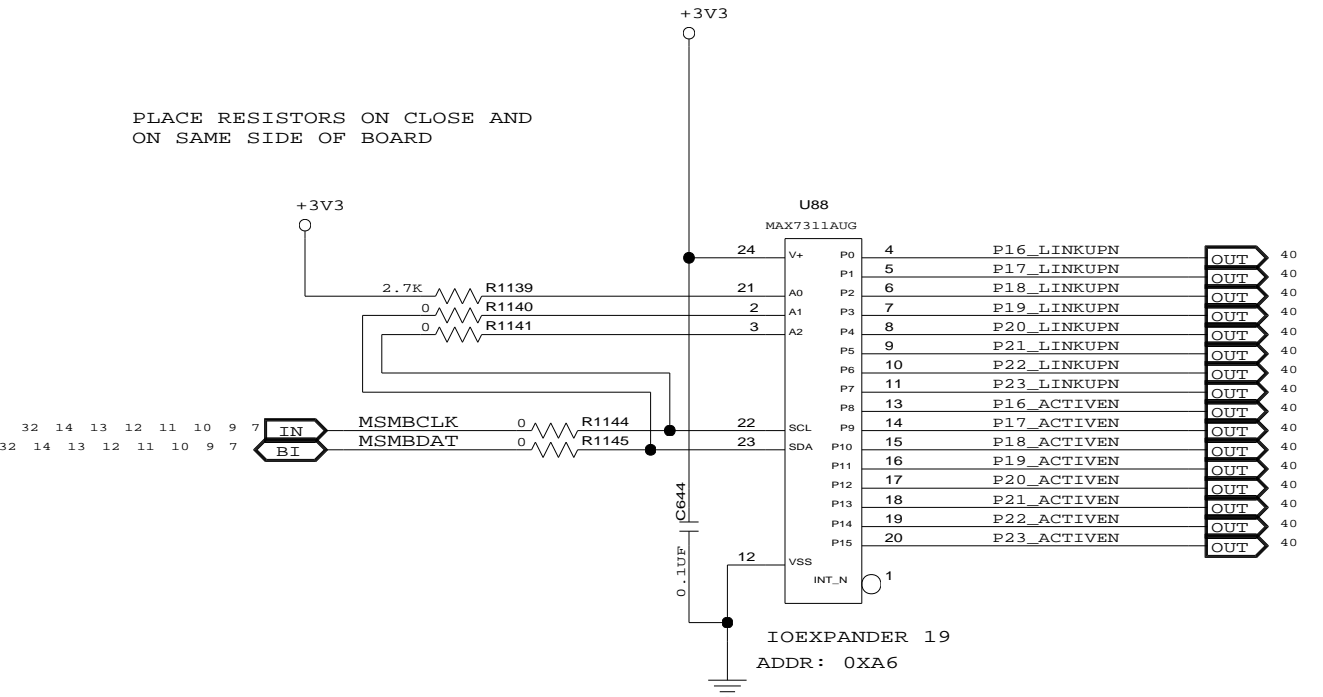 +3V3
PLACE RESISTORS ON CLOSE AND
ON SAME SIDE OF BOARD
+3V3
U88
MAX7311AUG
24 V+ P0 4 P16_LINKUPN OUT 40
P1 5 P17_LINKUPN OUT 40
2.7K R1139 21 A0 P2 6 P18_LINKUPN OUT 40
0 R1140 2 A1 P3 7 P19_LINKUPN OUT 40
0 R1141 3 A2 P4 8 P20_LINKUPN OUT 40
P5 9 P21_LINKUPN OUT 40
P6 10 P22_LINKUPN OUT 40
P7 11 P23_LINKUPN OUT 40
P8 13 P16_ACTIVEN OUT 40
32 14 13 12 11 10 9 7 IN MSMBCLK 0 R1144 22 SCL P9 14 P17_ACTIVEN OUT 40
32 14 13 12 11 10 9 7 BI MSMBDAT 0 R1145 23 SDA P10 15 P18_ACTIVEN OUT 40
P11 16 P19_ACTIVEN OUT 40
P12 17 P20_ACTIVEN OUT 40
P13 18 P21_ACTIVEN OUT 40
P14 19 P22_ACTIVEN OUT 40
P15 20 P23_ACTIVEN OUT 40
C644
0.1UF
12 VSS
INT_N 1
IOEXPANDER 19
ADDR: 0XA6